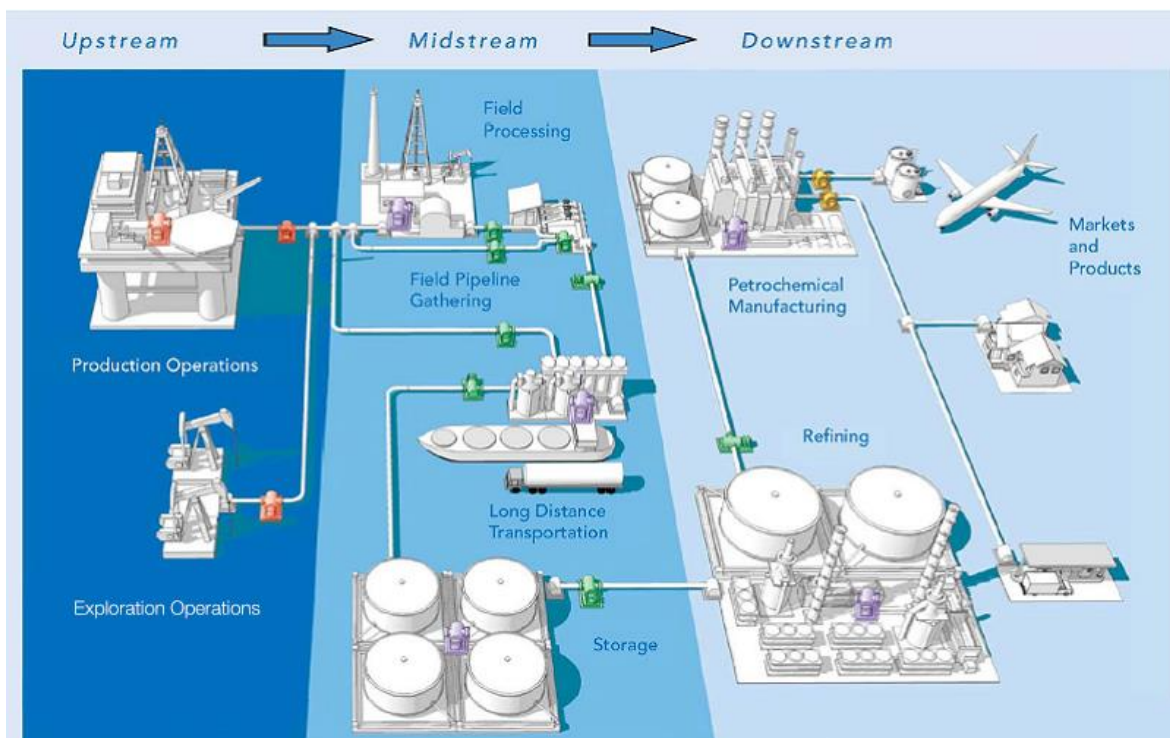 Upstream
Midstream
Downstream
Field
Processing
Field Pipeline
Gathering
Production Operations
Exploration Operations
Long Distance
Transportation
Storage
Petrochemical
Manufacturing
Refining
Markets
and
Products